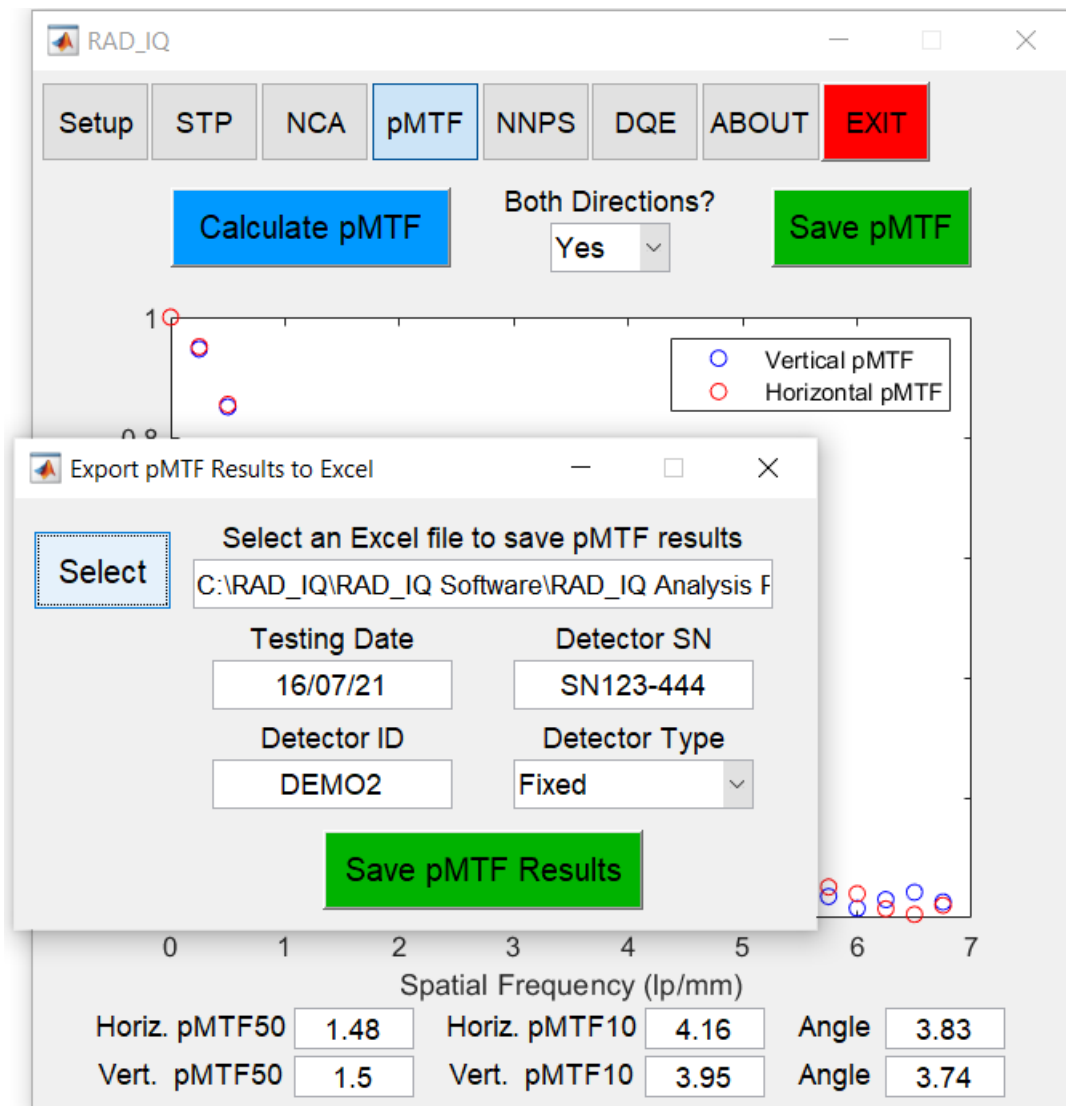 RAD_IQ
Setup STP NCA pMTF NNPS DQE ABOUT EXIT
Calculate pMTF
Both Directions?
Yes
Save pMTF
1
Vertical pMTF
Horizontal pMTF
0.8
Export pMTF Results to Excel
Select
Select an Excel file to save pMTF results
C:\RAD_IQ\RAD_IQ Software\RAD_IQ Analysis
Testing Date Detector SN
16/07/21 SN123-444
Detector ID Detector Type
DEMO2 Fixed
Save pMTF Results
0 1 2 3 4 5 6 7
Spatial Frequency (lp/mm)
Horiz. pMTF50 1.48 Horiz. pMTF10 4.16 Angle 3.83
Vert. pMTF50 1.5 Vert. pMTF10 3.95 Angle 3.74